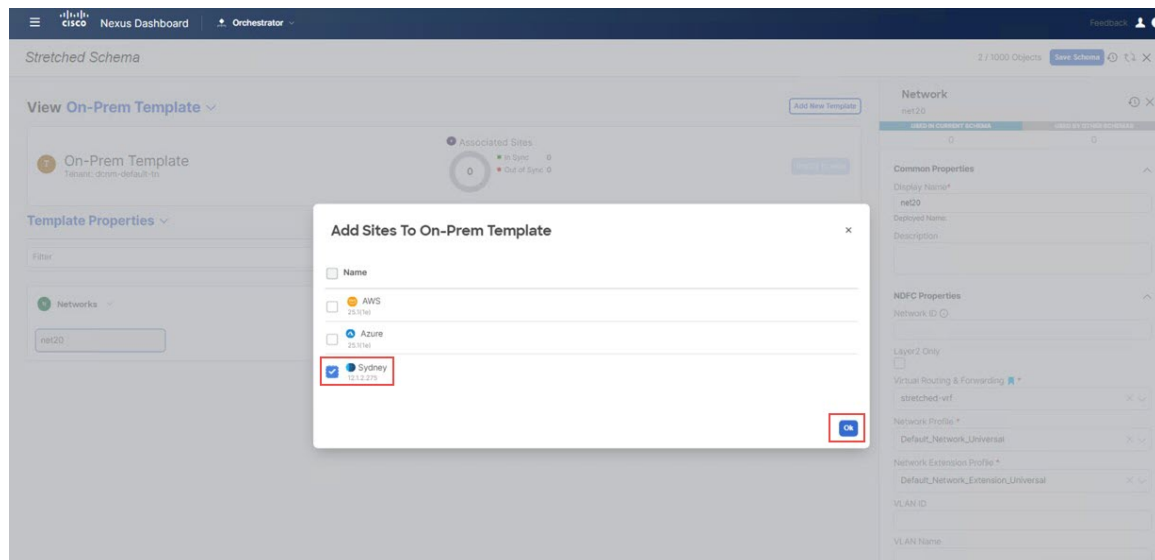 cisco Nexus Dashboard Orchestrator Feedback
Stretched Schema 2 / 1000 Objects Save Schema
View On-Prem Template Add New Template
On-Prem Template
Tenant: dcnm-default-tn
Associated Sites
0
In Sync 0
Out of Sync 0
Template Properties
Filter
Networks
net20
Add Sites To On-Prem Template
Name
AWS
25.1(1e)
Azure
25.1(1e)
Sydney
12.1.2.275
Ok
Network
net20
USED IN CURRENT SCHEMA
0 0
Common Properties
Display Name*
net20
Deployed Name:
Description
NDFC Properties
Network ID
Layer2 Only
Virtual Routing & Forwarding *
stretched-vrf
Network Profile *
Default_Network_Universal
Network Extension Profile *
Default_Network_Extension_Universal
VLAN ID
VLAN Name